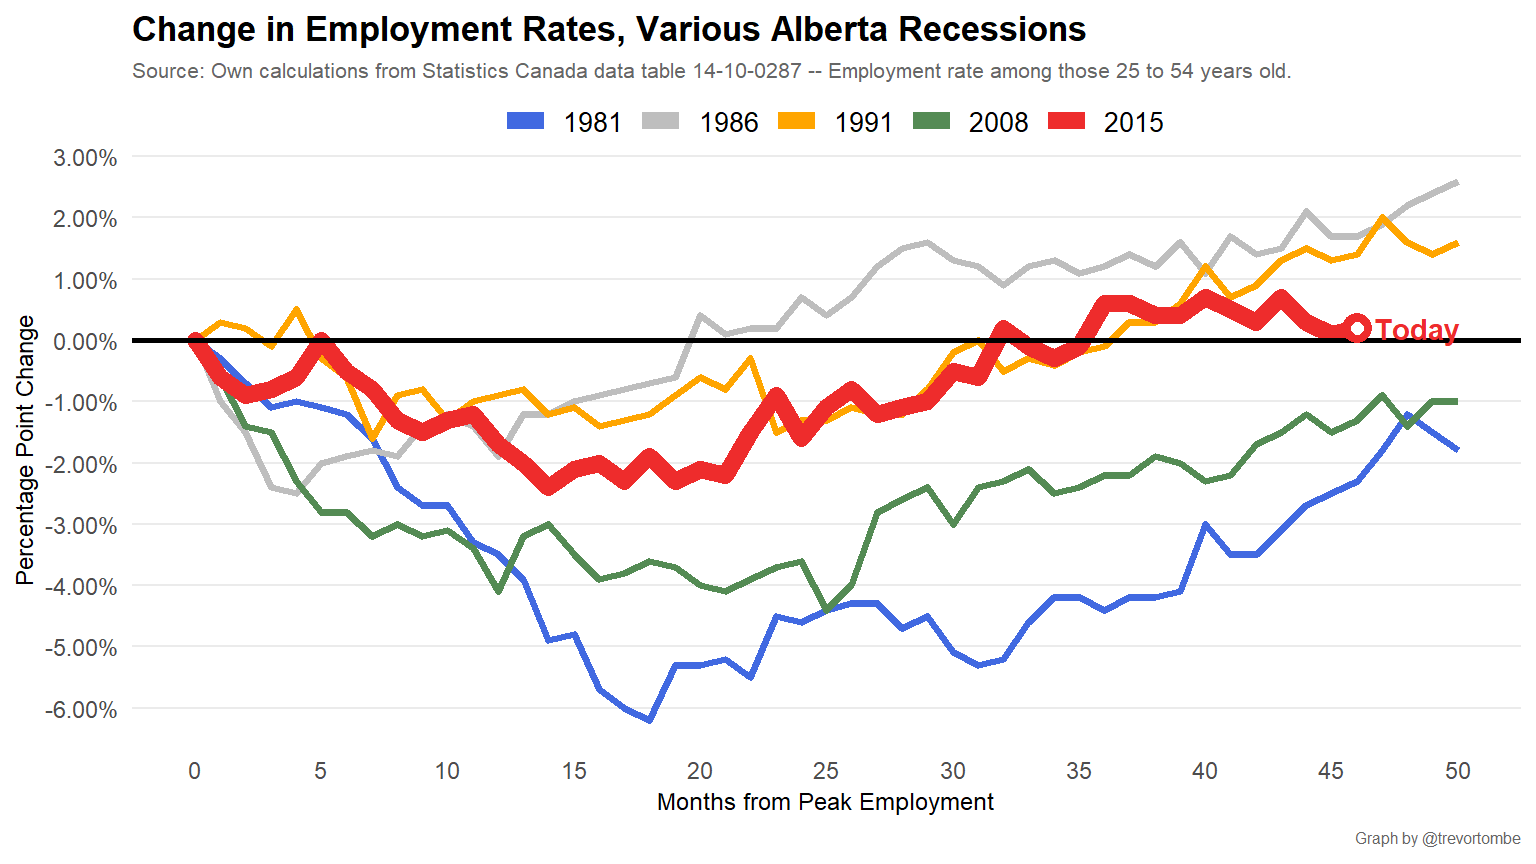 Change in Employment Rates, Various Alberta Recessions
Source: Own calculations from Statistics Canada data table 14-10-0287 -- Employment rate among those 25 to 54 years old.
1981 1986 1991 2008 2015
3.00%
2.00%
1.00%
0.00%
-1.00%
-2.00%
-3.00%
-4.00%
-5.00%
-6.00%
Percentage Point Change
Today
0 5 10 15 20 25 30 35 40 45 50
Months from Peak Employment
Graph by @trevortombe